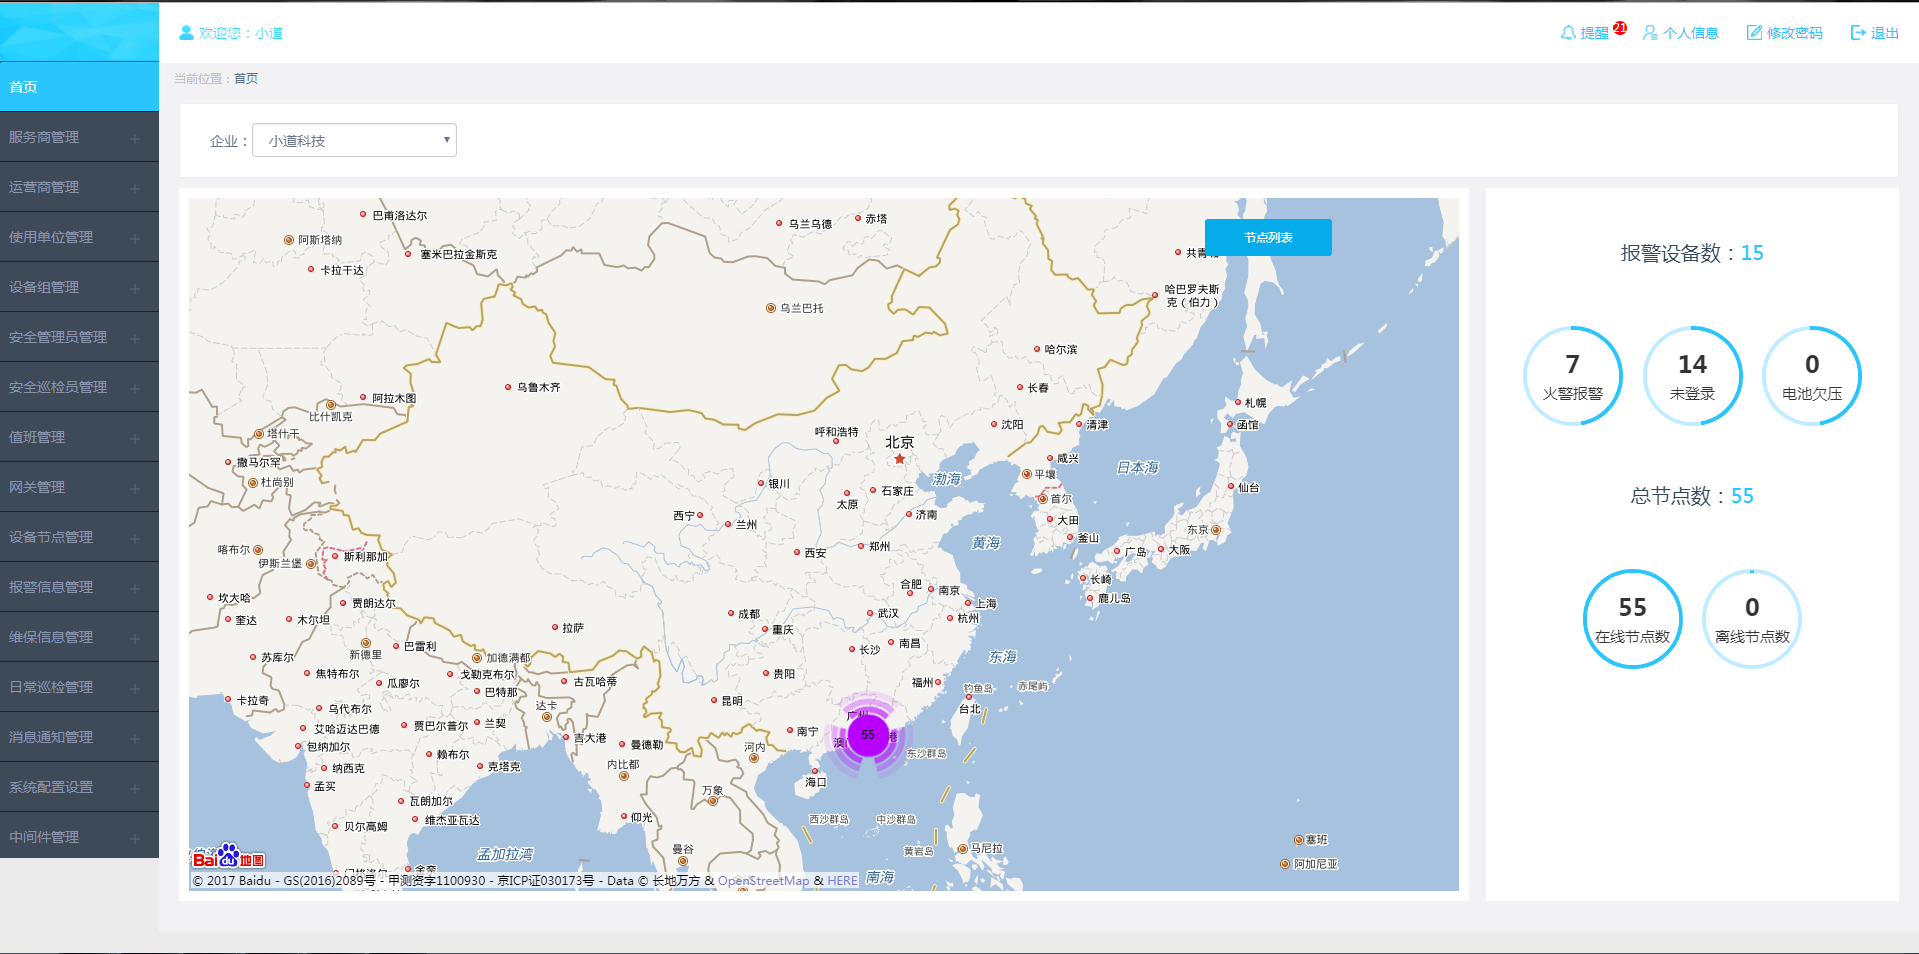 欢迎您：小道
提醒 21 个人信息 修改密码 退出
当前位置：首页
首页
服务商管理
运营商管理
使用单位管理
设备组管理
安全管理员管理
安全巡检员管理
值班管理
网关管理
设备节点管理
报警信息管理
维保信息管理
日常巡检管理
消息通知管理
系统配置设置
中间件管理
企业： 小道科技
节点列表
巴甫洛达尔
乌兰乌德
赤塔
阿斯塔纳
塞米巴拉金斯克
共青
卡拉干达
哈巴罗夫斯
克（伯力）
乌兰巴托
哈尔滨
乌鲁木齐
长春
阿拉木图
札幌
比什凯克
函馆
塔什干
呼和浩特
北京
沈阳
清津
撒马尔罕
咸兴
日本海
杜尚别
平壤
渤海
银川
石家庄
仙台
太原
首尔
西宁
兰州
济南
大田
东京
釜山
喀布尔
斯利那加
伊斯兰堡
西安
郑州
黄海
广岛
大阪
长崎
合肥
南京
鹿儿岛
坎大哈
贾朗达尔
上海
奎达
木尔坦
成都
武汉
杭州
拉萨
重庆
巴雷利
新德里
南昌
长沙
苏库尔
加德满都
东海
焦特布尔
瓜廖尔
戈勒克布尔
古瓦哈蒂
贵阳
福州
钓鱼岛
赤尾屿
巴特那
卡拉奇
乌代布尔
达卡
昆明
台北
艾哈迈达巴德
贾巴尔普尔
兰契
广州
南宁
55
包纳加尔
吉大港
曼德勒
河内
澳
港
东沙群岛
赖布尔
纳西克
克塔克
内比都
海口
孟买
瓦朗加尔
万象
贝尔高姆
维杰亚瓦达
仰光
西沙群岛
中沙群岛
塞班
孟加拉湾
曼谷
黄岩岛
马尼拉
阿加尼亚
南海
Bai du 地图
© 2017 Baidu - GS(2016)2089号 - 甲测资字1100930 - 京ICP证030173号 - Data © 长地万方 & OpenStreetMap & HERE
报警设备数：15
7 14 0
火警报警 未登录 电池欠压
总节点数：55
55 0
在线节点数 离线节点数